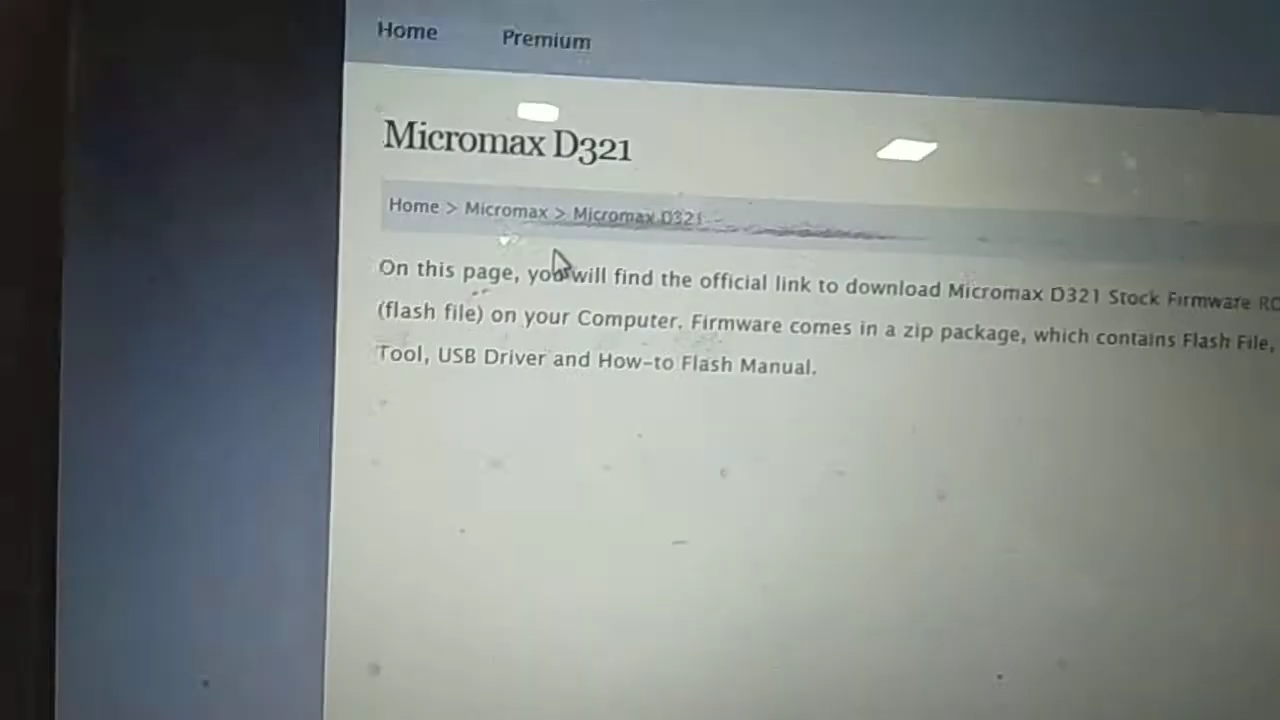 Home Premium
Micromax D321
Home > Micromax > Micromax D321
On this page, you will find the official link to download Micromax D321 Stock Firmware
(flash file) on your Computer. Firmware comes in a zip package, which contains Flash File,
Tool, USB Driver and How-to Flash Manual.